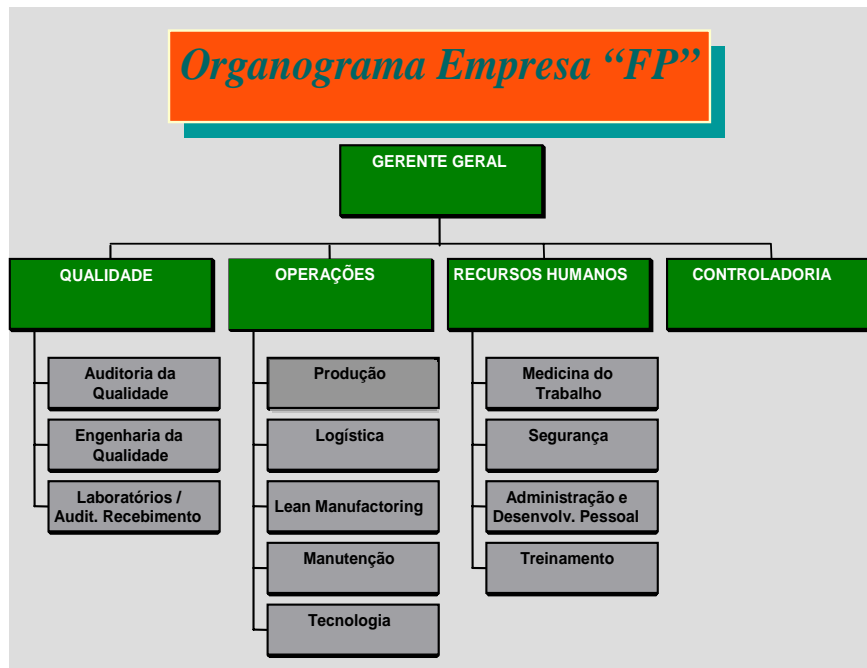 Organograma Empresa “FP”
GERENTE GERAL
QUALIDADE
OPERAÇÕES
RECURSOS HUMANOS
CONTROLADORIA
Auditoria da
Qualidade
Engenharia da
Qualidade
Laboratórios /
Audit. Recebimento
Produção
Logística
Lean Manufactoring
Manutenção
Tecnologia
Medicina do
Trabalho
Segurança
Administração e
Desenvolv. Pessoal
Treinamento